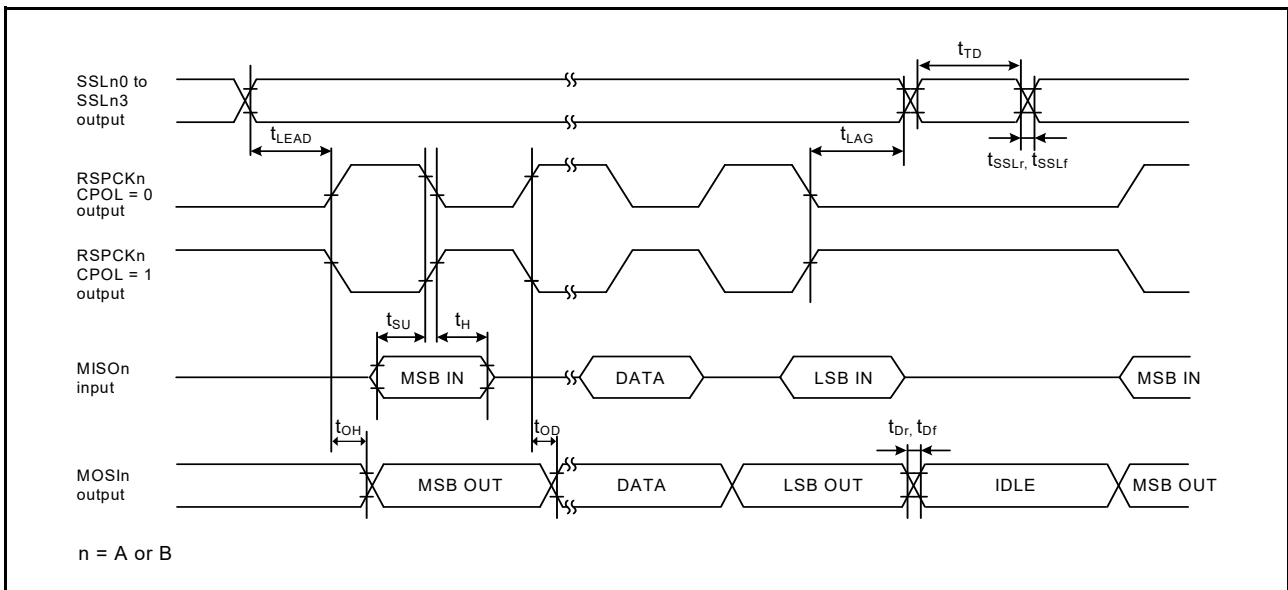 tTD
SSLn0 to
SSLn3
output
tLEAD
tLAG
tSSLr, tSSLf
RSPCKn
CPOL = 0
output
RSPCKn
CPOL = 1
output
tSU
tH
MISOn
input
MSB IN
DATA
LSB IN
MSB IN
tOH
tOD
tDr, tDf
MOSIn
output
MSB OUT
DATA
LSB OUT
IDLE
MSB OUT
n = A or B